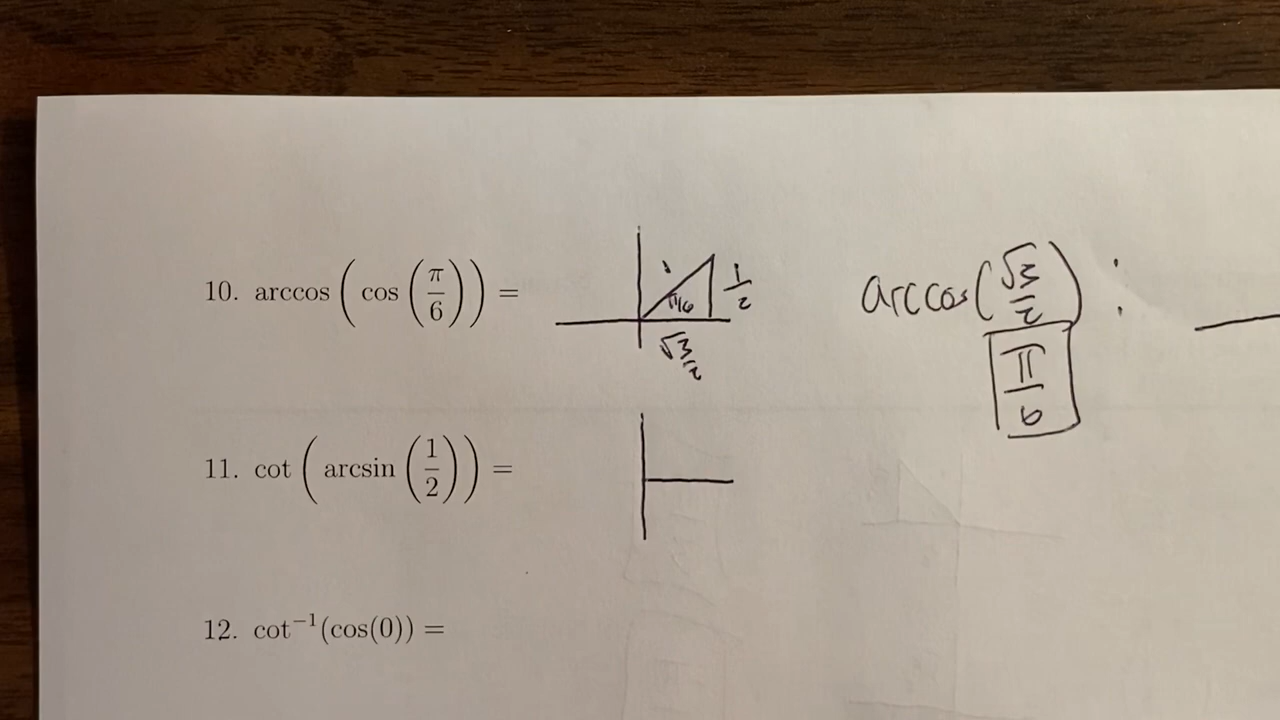 10. arccos ( cos ( π/6 ) ) =
1
π/6
1/2
√3/2
arccos( √3/2 ) :
π/6
11. cot ( arcsin ( 1/2 ) ) =
12. cot⁻¹(cos(0)) =